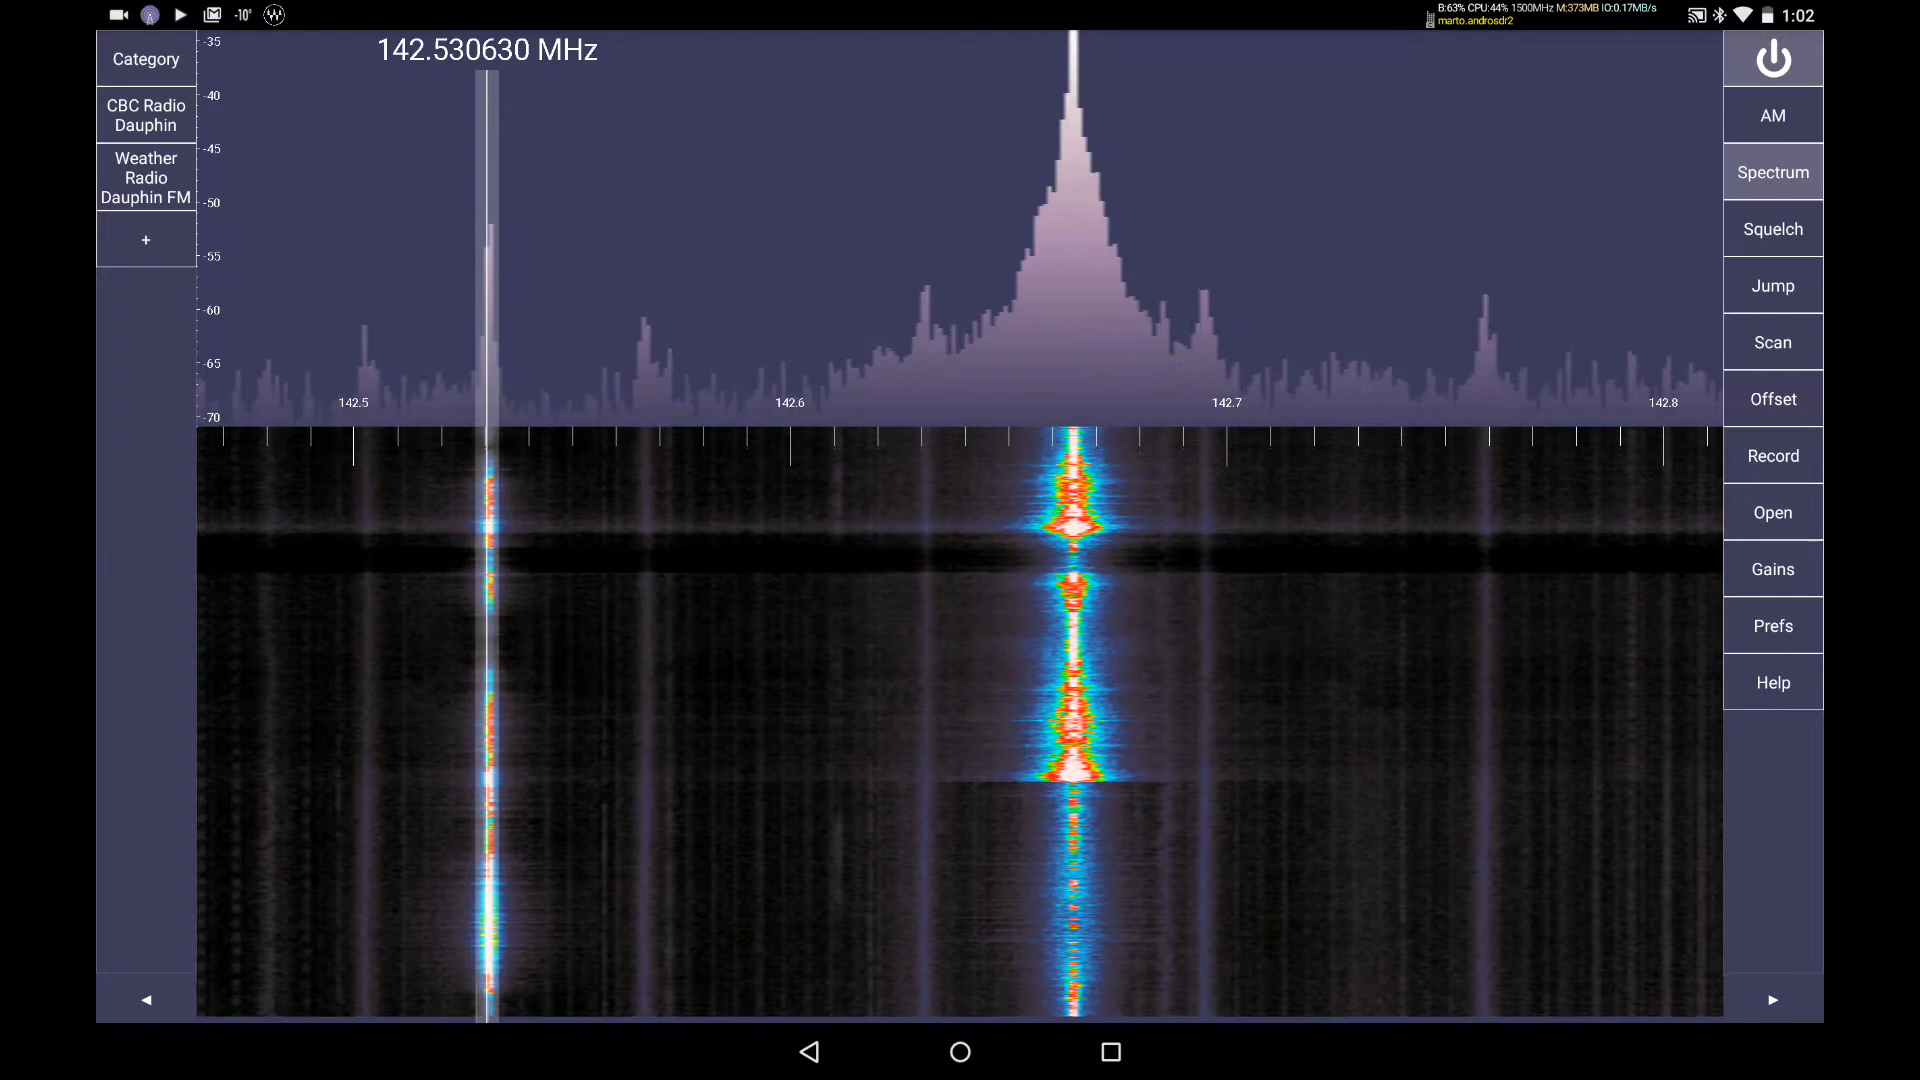 -10°
B:63% CPU:44% 1500MHz M:373MB IO:0.17MB/s
marto.androsdr2
1:02
142.530630 MHz
Category
CBC Radio
Dauphin
Weather
Radio
Dauphin FM
+
-35
-40
-45
-50
-55
-60
-65
-70
142.5
142.6
142.7
142.8
AM
Spectrum
Squelch
Jump
Scan
Offset
Record
Open
Gains
Prefs
Help